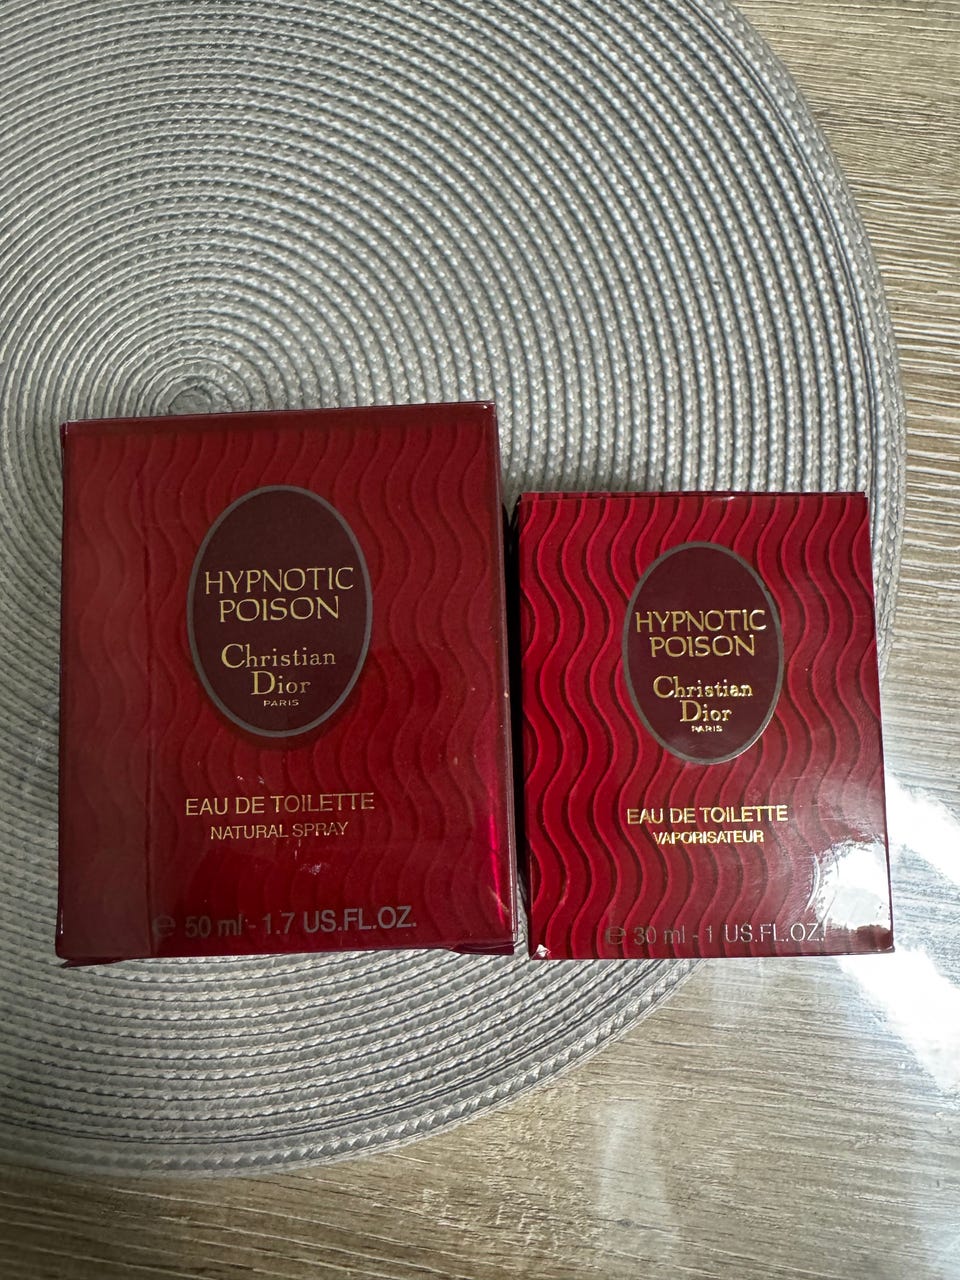 HYPNOTIC
POISON
Christian
Dior
PARIS
EAU DE TOILETTE
NATURAL SPRAY
℮ 50 ml - 1.7 US.FL.OZ.
HYPNOTIC
POISON
Christian
Dior
PARIS
EAU DE TOILETTE
VAPORISATEUR
℮ 30 ml - 1 US.FL.OZ.